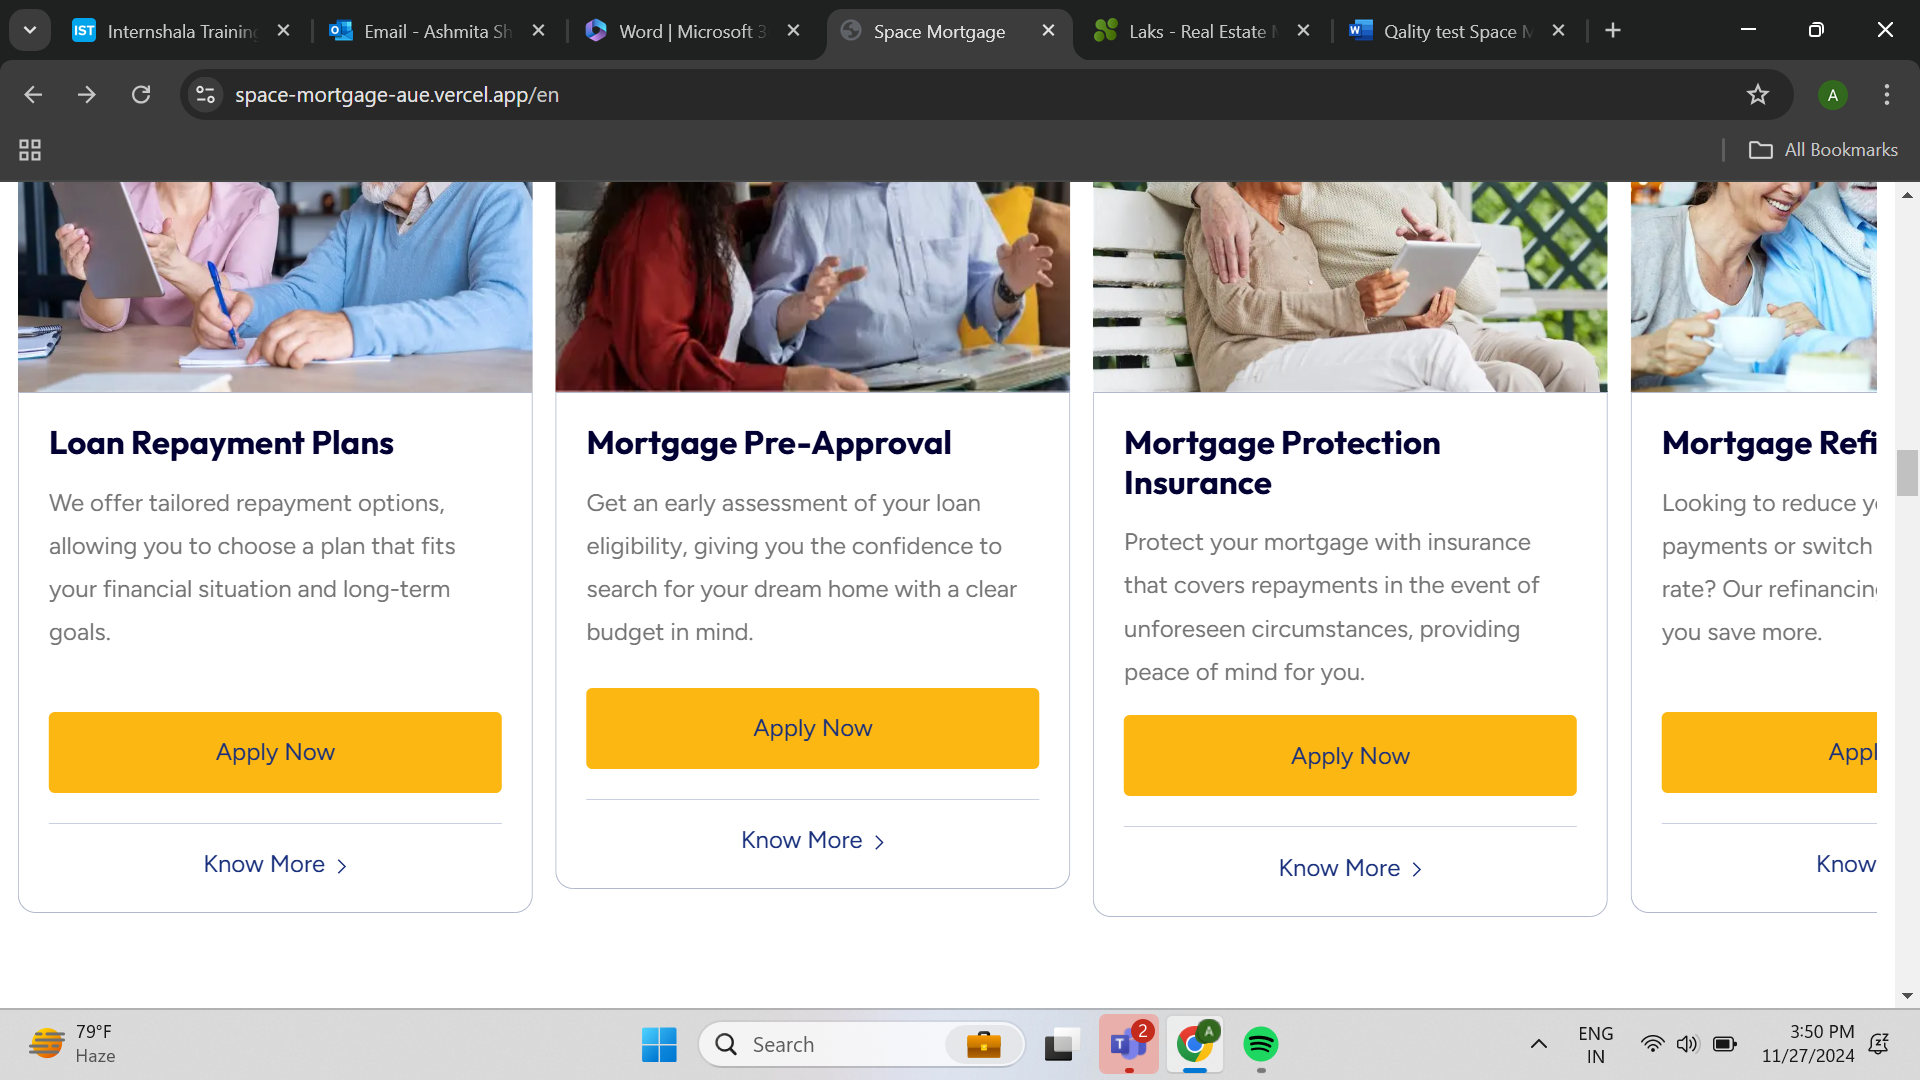 IST Internshala Training
Email - Ashmita Sh
Word | Microsoft 3
Space Mortgage
Laks - Real Estate M
Qality test Space M
space-mortgage-aue.vercel.app/en
A
All Bookmarks
Loan Repayment Plans
We offer tailored repayment options,
allowing you to choose a plan that fits
your financial situation and long-term
goals.
Apply Now
Know More
Mortgage Pre-Approval
Get an early assessment of your loan
eligibility, giving you the confidence to
search for your dream home with a clear
budget in mind.
Apply Now
Know More
Mortgage Protection
Insurance
Protect your mortgage with insurance
that covers repayments in the event of
unforeseen circumstances, providing
peace of mind for you.
Apply Now
Know More
Mortgage Refi
Looking to reduce y
payments or switch
rate? Our refinancin
you save more.
Appl
Know
79°F
Haze
Search
2
A
ENG
IN
3:50 PM
11/27/2024